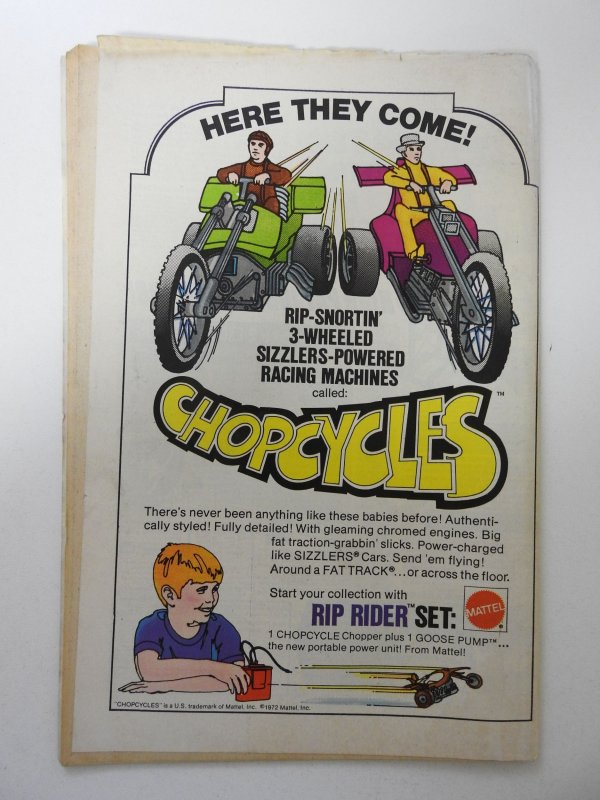 HERE THEY COME!
RIP-SNORTIN'
3-WHEELED
SIZZLERS-POWERED
RACING MACHINES
called:
CHOPCYCLES™
There's never been anything like these babies before! Authenti-
cally styled! Fully detailed! With gleaming chromed engines. Big
fat traction-grabbin' slicks. Power-charged
like SIZZLERS® Cars. Send 'em flying!
Around a FAT TRACK®...or across the floor.
Start your collection with
RIP RIDER™ SET:
MATTEL®
1 CHOPCYCLE Chopper plus 1 GOOSE PUMP™...
the new portable power unit! From Mattel!
"CHOPCYCLES" is a U.S. trademark of Mattel, Inc. ©1972 Mattel, Inc.